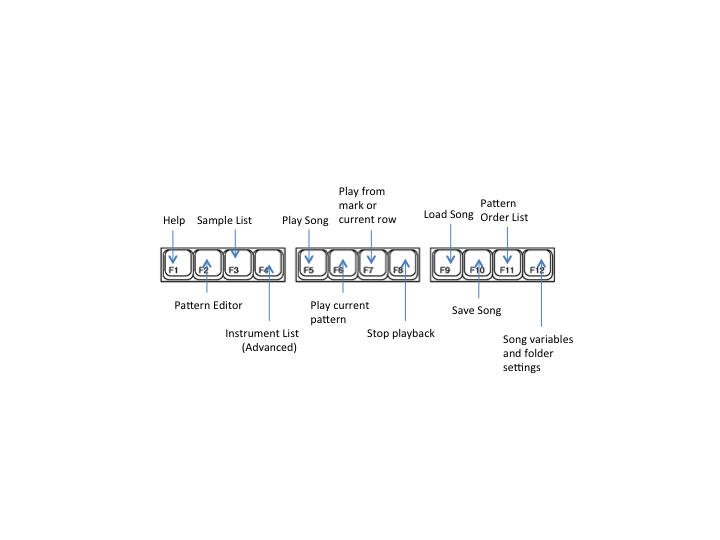 Play from
mark or
current row
Help
Sample List
Play Song
Load Song
Pattern
Order List
F1
F2
F3
F4
F5
F6
F7
F8
F9
F10
F11
F12
Pattern Editor
Instrument List
(Advanced)
Play current
pattern
Stop playback
Save Song
Song variables
and folder
settings